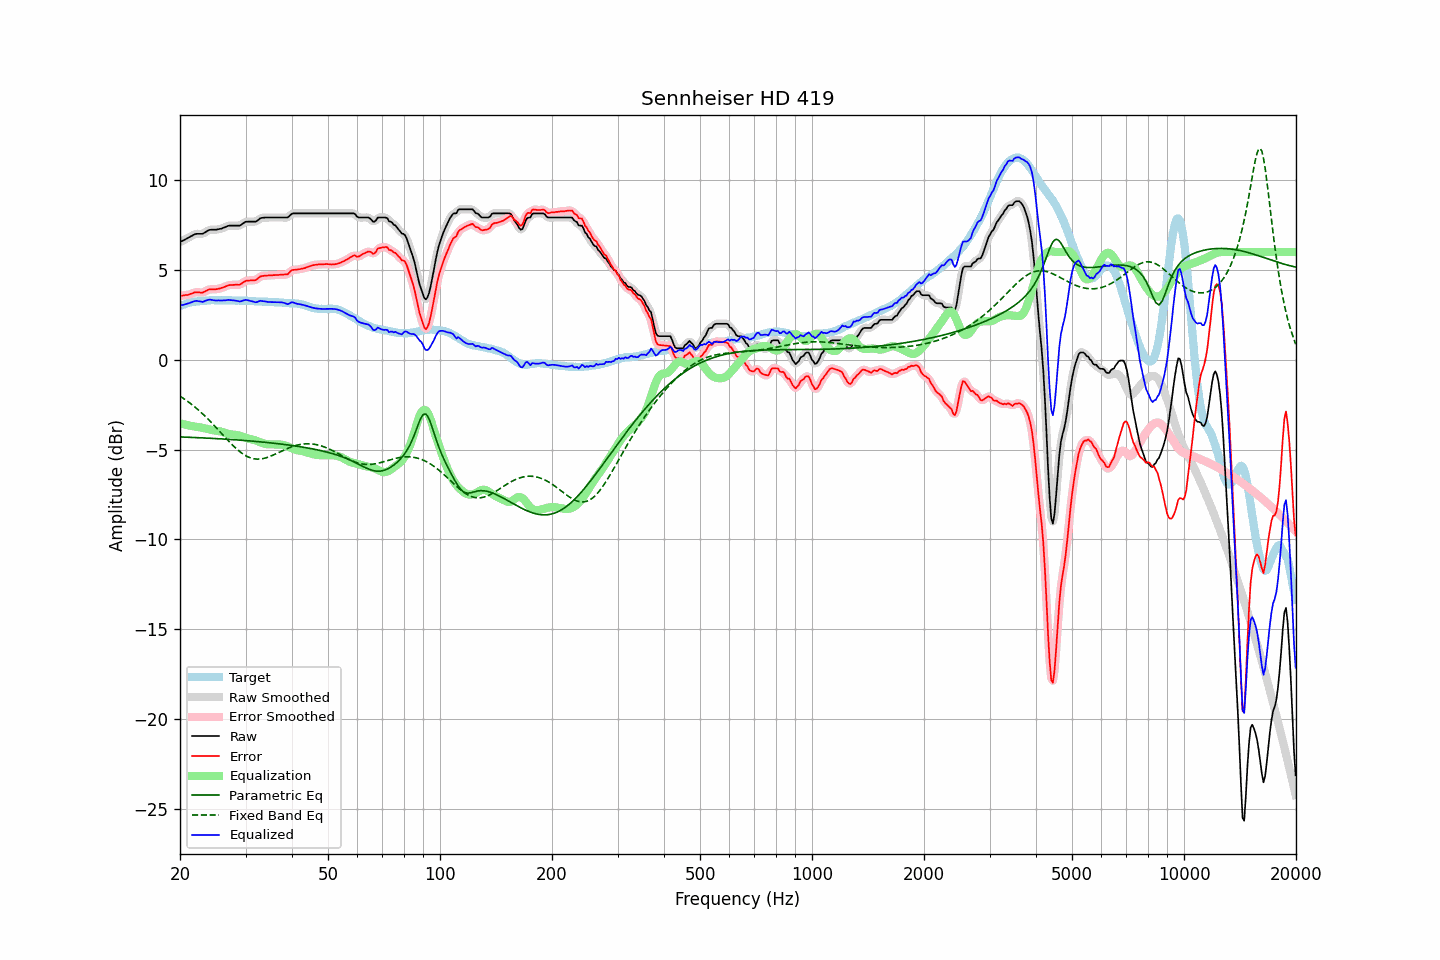 Sennheiser HD 419
Amplitude (dBr)
10
5
0
−5
−10
−15
−20
−25
Target
Raw Smoothed
Error Smoothed
Raw
Error
Equalization
Parametric Eq
Fixed Band Eq
Equalized
20 50 100 200 500 1000 2000 5000 10000 20000
Frequency (Hz)